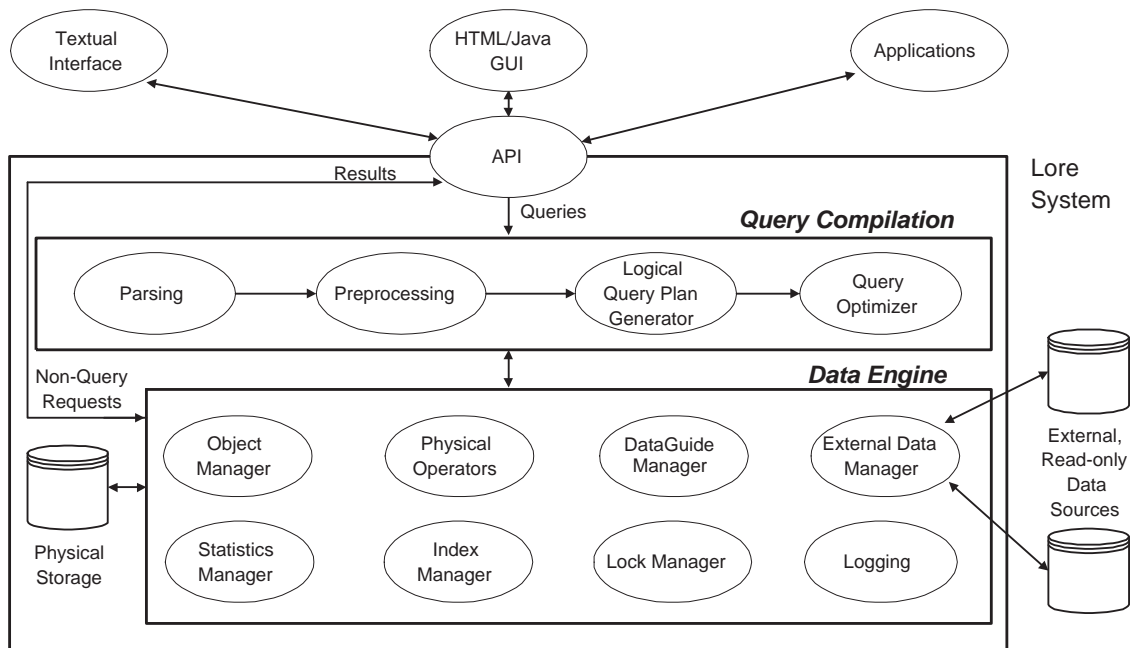 Textual
Interface
HTML/Java
GUI
Applications
API
Results
Queries
Lore
System
Query Compilation
Parsing
Preprocessing
Logical
Query Plan
Generator
Query
Optimizer
Non-Query
Requests
Data Engine
Object
Manager
Physical
Operators
DataGuide
Manager
External Data
Manager
External,
Read-only
Data
Sources
Physical
Storage
Statistics
Manager
Index
Manager
Lock Manager
Logging